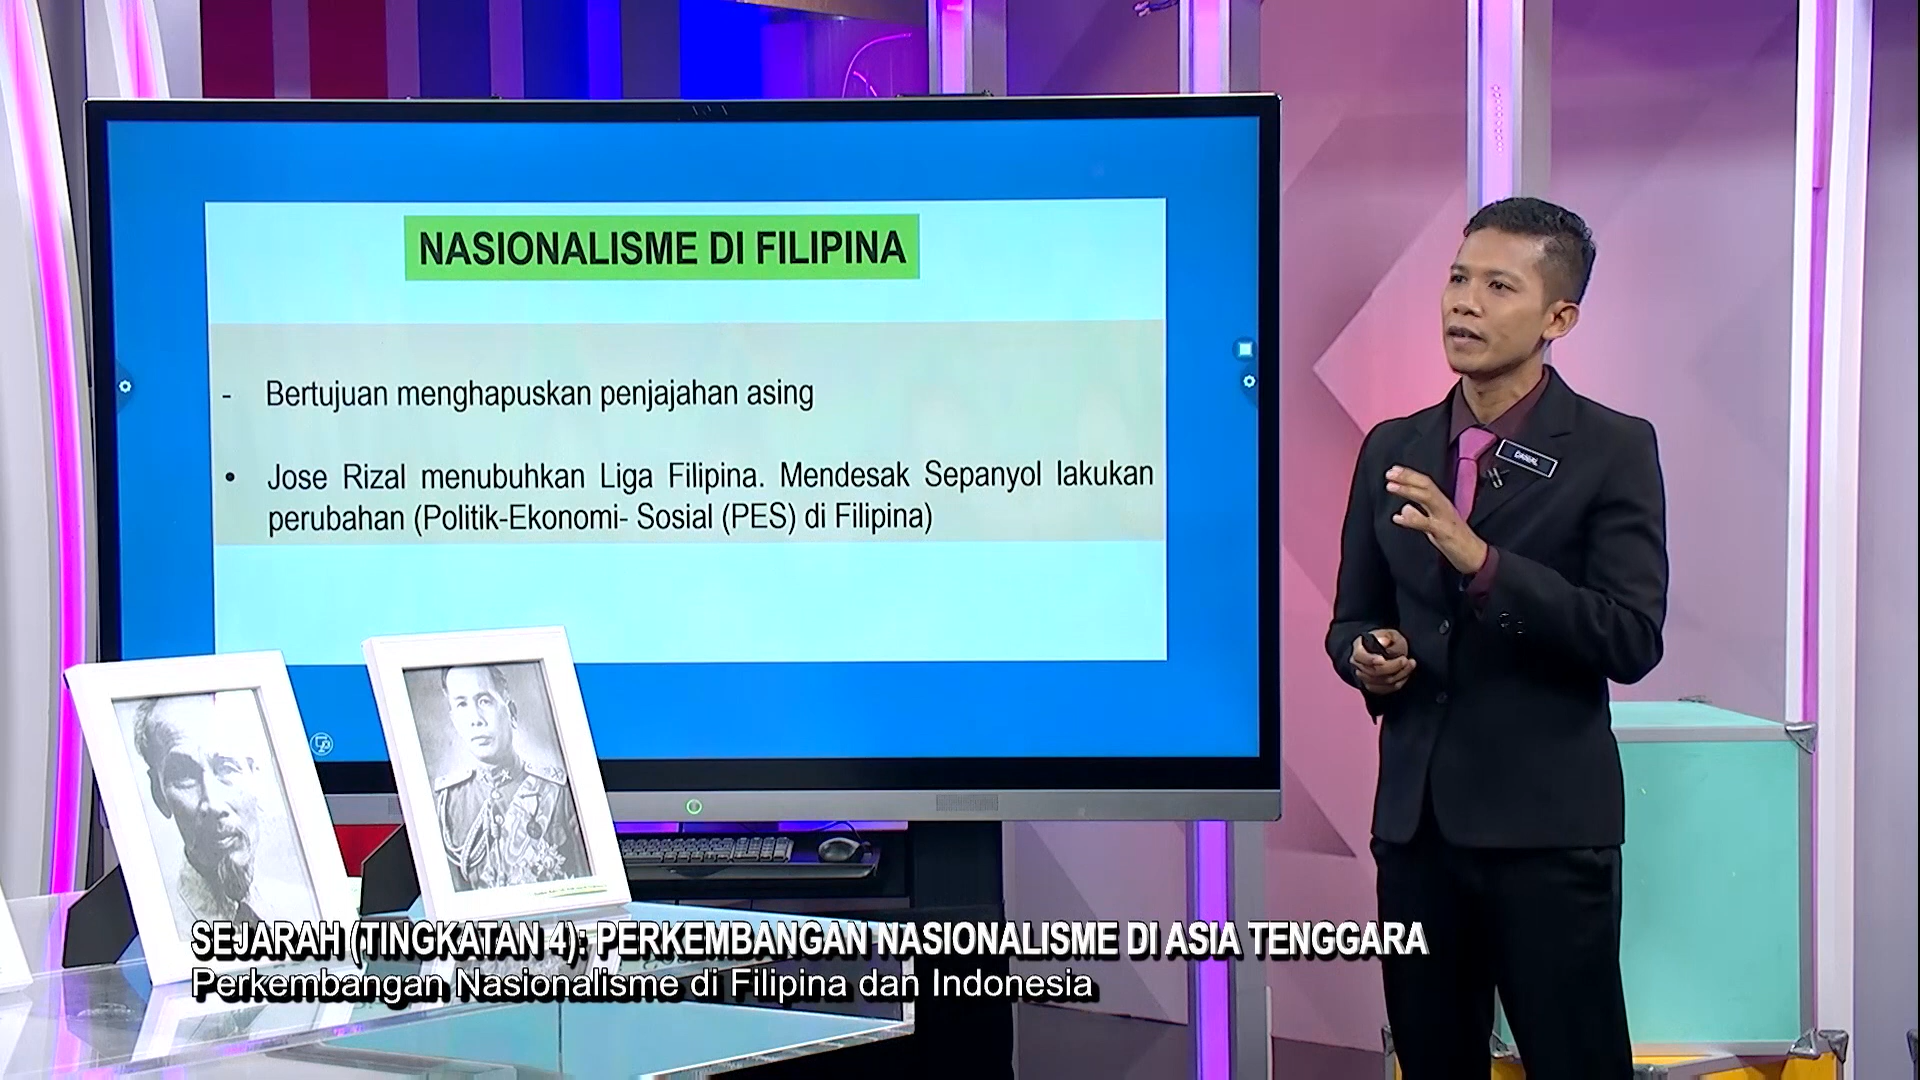 NASIONALISME DI FILIPINA
- Bertujuan menghapuskan penjajahan asing
• Jose Rizal menubuhkan Liga Filipina. Mendesak Sepanyol lakukan
perubahan (Politik-Ekonomi- Sosial (PES) di Filipina)
DANIAL
SEJARAH (TINGKATAN 4): PERKEMBANGAN NASIONALISME DI ASIA TENGGARA
Perkembangan Nasionalisme di Filipina dan Indonesia